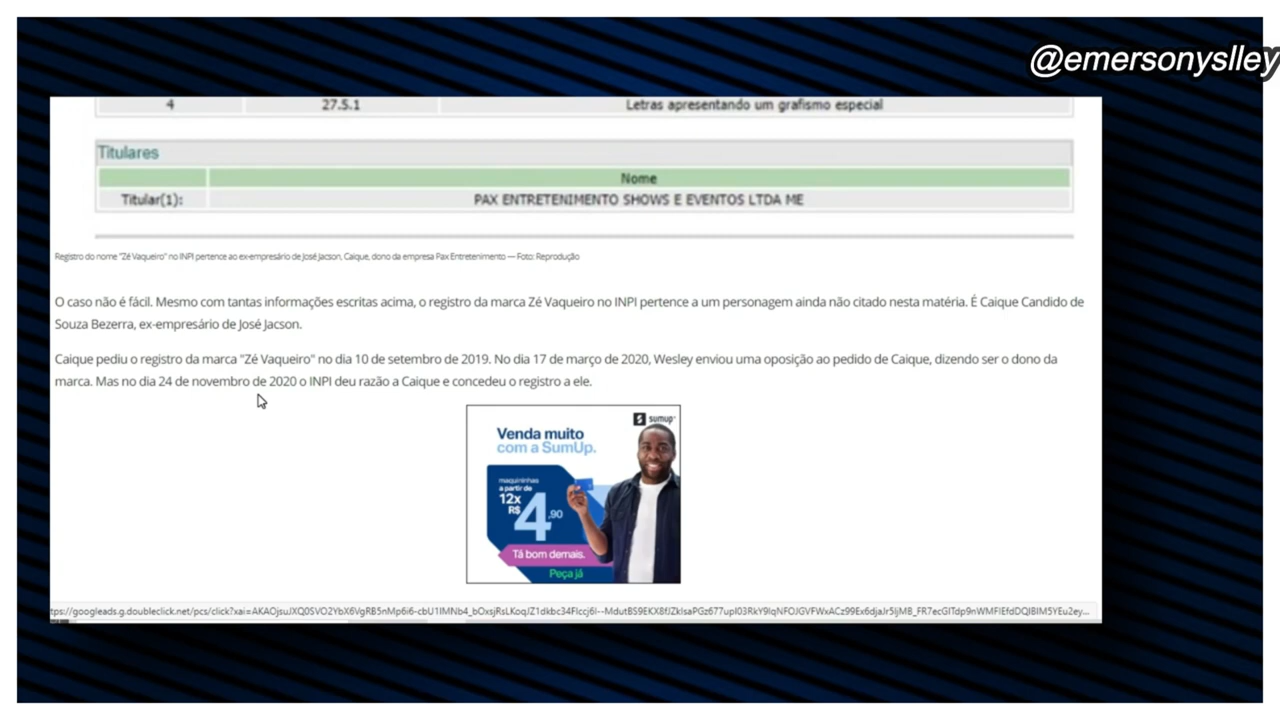 @emersonyslley
4 27.5.1 Letras apresentando um grafismo especial
Titulares
Nome
Titular(1): PAX ENTRETENIMENTO SHOWS E EVENTOS LTDA ME
Registro do nome "Zé Vaqueiro" no INPI pertence ao ex-empresário de José Jacson, Caique, dono da empresa Pax Entretenimento — Foto: Reprodução
O caso não é fácil. Mesmo com tantas informações escritas acima, o registro da marca Zé Vaqueiro no INPI pertence a um personagem ainda não citado nesta matéria. É Caique Candido de
Souza Bezerra, ex-empresário de José Jacson.
Caique pediu o registro da marca "Zé Vaqueiro" no dia 10 de setembro de 2019. No dia 17 de março de 2020, Wesley enviou uma oposição ao pedido de Caique, dizendo ser o dono da
marca. Mas no dia 24 de novembro de 2020 o INPI deu razão a Caique e concedeu o registro a ele.
sumup
Venda muito
com a SumUp.
maquininhas
a partir de
12x
R$ 4,90
Tá bom demais.
Peça já